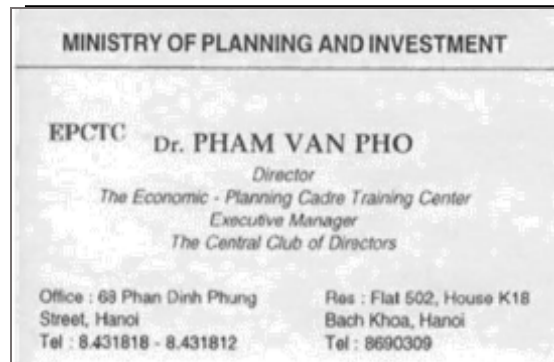 MINISTRY OF PLANNING AND INVESTMENT
EPCTC Dr. PHAM VAN PHO
Director
The Economic - Planning Cadre Training Center
Executive Manager
The Central Club of Directors
Office : 68 Phan Dinh Phung
Street, Hanoi
Tel : 8.431818 - 8.431812
Res : Flat 502, House K18
Bach Khoa, Hanoi
Tel : 8690309